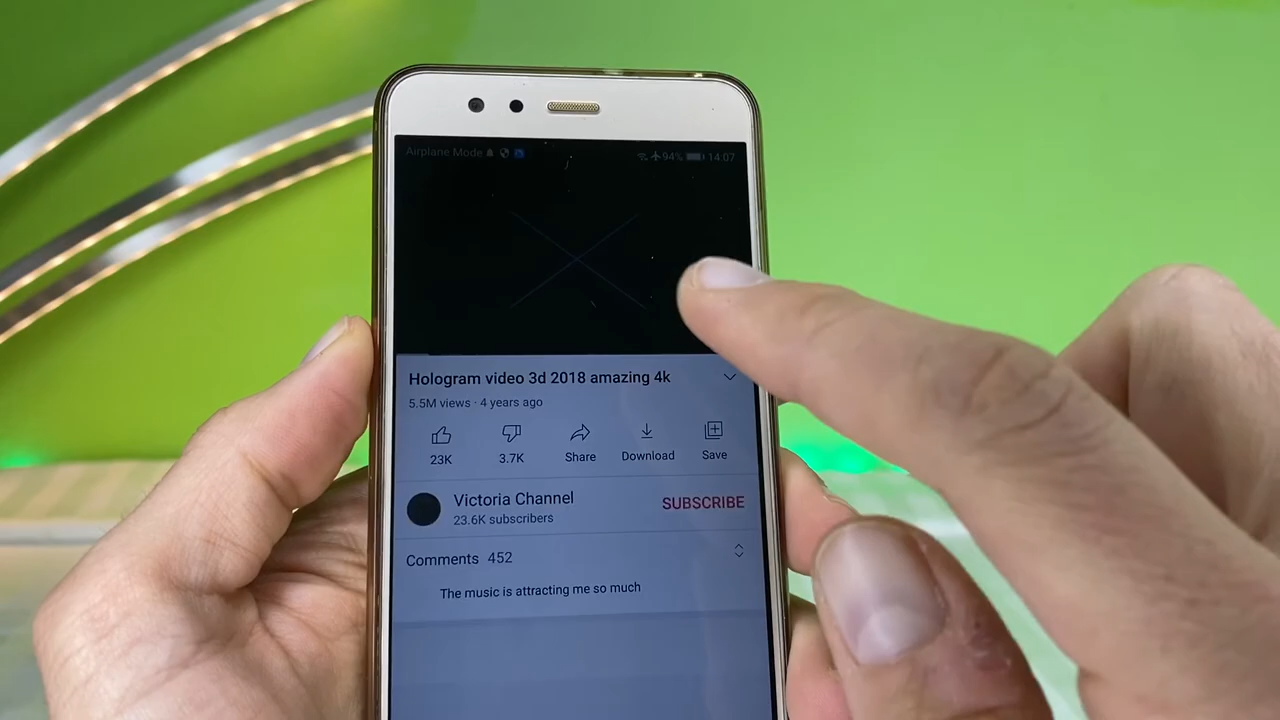 Airplane Mode 94% 14:07
Hologram video 3d 2018 amazing 4k
5.5M views · 4 years ago
23K 3.7K Share Download Save
Victoria Channel
23.6K subscribers
SUBSCRIBE
Comments 452
The music is attracting me so much